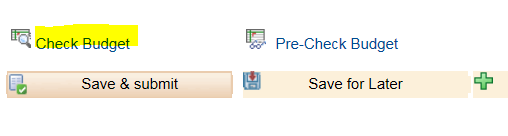 Check Budget Pre-Check Budget
Save & submit Save for Later